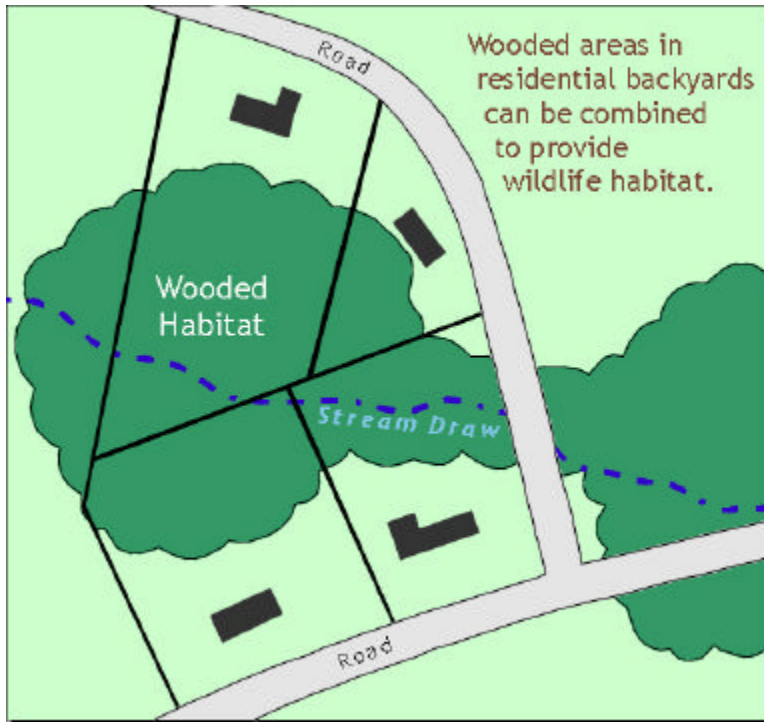 Road
Wooded areas in
residential backyards
can be combined
to provide
wildlife habitat.
Wooded
Habitat
Stream Draw
Road